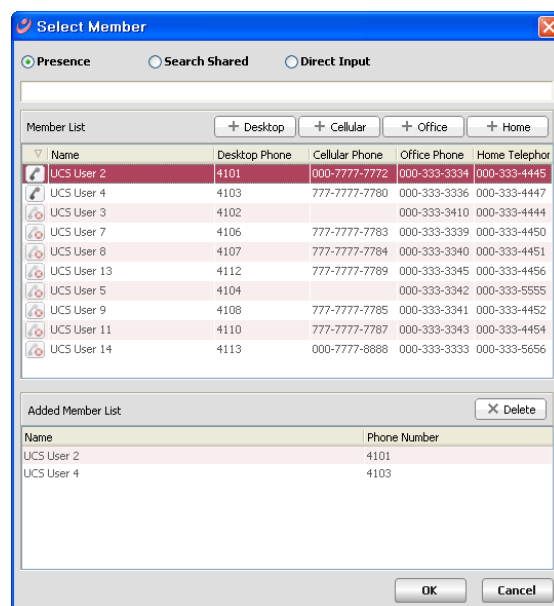 Select Member
Presence Search Shared Direct Input
Member List + Desktop + Cellular + Office + Home
Name Desktop Phone Cellular Phone Office Phone Home Telephor
UCS User 2 4101 000-7777-7772 000-333-3334 000-333-4445
UCS User 4 4103 777-7777-7780 000-333-3336 000-333-4447
UCS User 3 4102 000-333-3410 000-333-4444
UCS User 7 4106 777-7777-7783 000-333-3339 000-333-4450
UCS User 8 4107 777-7777-7784 000-333-3340 000-333-4451
UCS User 13 4112 777-7777-7789 000-333-3345 000-333-4456
UCS User 5 4104 000-333-3342 000-333-5555
UCS User 9 4108 777-7777-7785 000-333-3341 000-333-4452
UCS User 11 4110 777-7777-7787 000-333-3343 000-333-4454
UCS User 14 4113 000-7777-8888 000-333-3333 000-333-5656
Added Member List Delete
Name Phone Number
UCS User 2 4101
UCS User 4 4103
OK Cancel